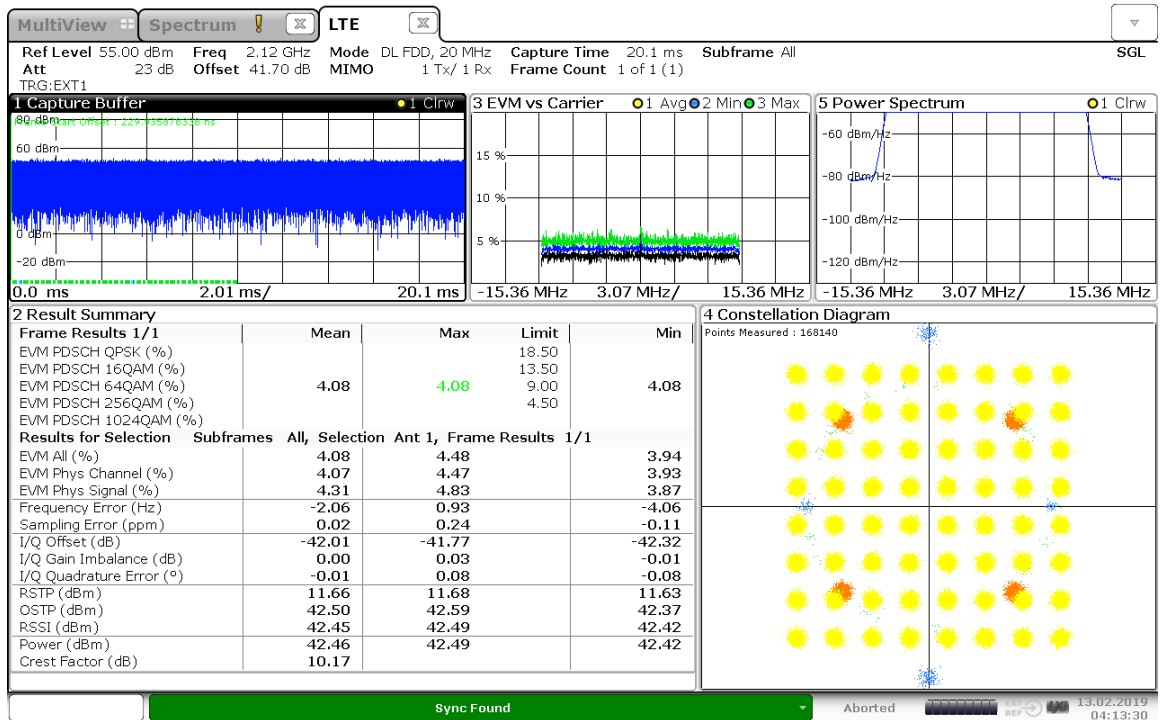 MultiView
Spectrum
LTE
Ref Level 55.00 dBm Freq 2.12 GHz Mode DL FDD, 20 MHz Capture Time 20.1 ms Subframe All SGL
Att 23 dB Offset 41.70 dB MIMO 1 Tx/ 1 Rx Frame Count 1 of 1 (1)
TRG:EXT1
1 Capture Buffer 1 Clrw
80 dBm
Frame Start Offset : 229.935878338 ns
60 dBm
0 dBm
-20 dBm
0.0 ms 2.01 ms/ 20.1 ms
3 EVM vs Carrier 1 Avg 2 Min 3 Max
15 %
10 %
5 %
-15.36 MHz 3.07 MHz/ 15.36 MHz
5 Power Spectrum 1 Clrw
-60 dBm/Hz
-80 dBm/Hz
-100 dBm/Hz
-120 dBm/Hz
-15.36 MHz 3.07 MHz/ 15.36 MHz
2 Result Summary
Frame Results 1/1 Mean Max Limit Min
EVM PDSCH QPSK (%) 18.50
EVM PDSCH 16QAM (%) 13.50
EVM PDSCH 64QAM (%) 4.08 4.08 9.00 4.08
EVM PDSCH 256QAM (%) 4.50
EVM PDSCH 1024QAM (%)
Results for Selection Subframes All, Selection Ant 1, Frame Results 1/1
EVM All (%) 4.08 4.48 3.94
EVM Phys Channel (%) 4.07 4.47 3.93
EVM Phys Signal (%) 4.31 4.83 3.87
Frequency Error (Hz) -2.06 0.93 -4.06
Sampling Error (ppm) 0.02 0.24 -0.11
I/Q Offset (dB) -42.01 -41.77 -42.32
I/Q Gain Imbalance (dB) 0.00 0.03 -0.01
I/Q Quadrature Error (°) -0.01 0.08 -0.08
RSTP (dBm) 11.66 11.68 11.63
OSTP (dBm) 42.50 42.59 42.37
RSSI (dBm) 42.45 42.49 42.42
Power (dBm) 42.46 42.49 42.42
Crest Factor (dB) 10.17
4 Constellation Diagram
Points Measured : 168140
Sync Found
Aborted
EXT
REF
13.02.2019
04:13:30